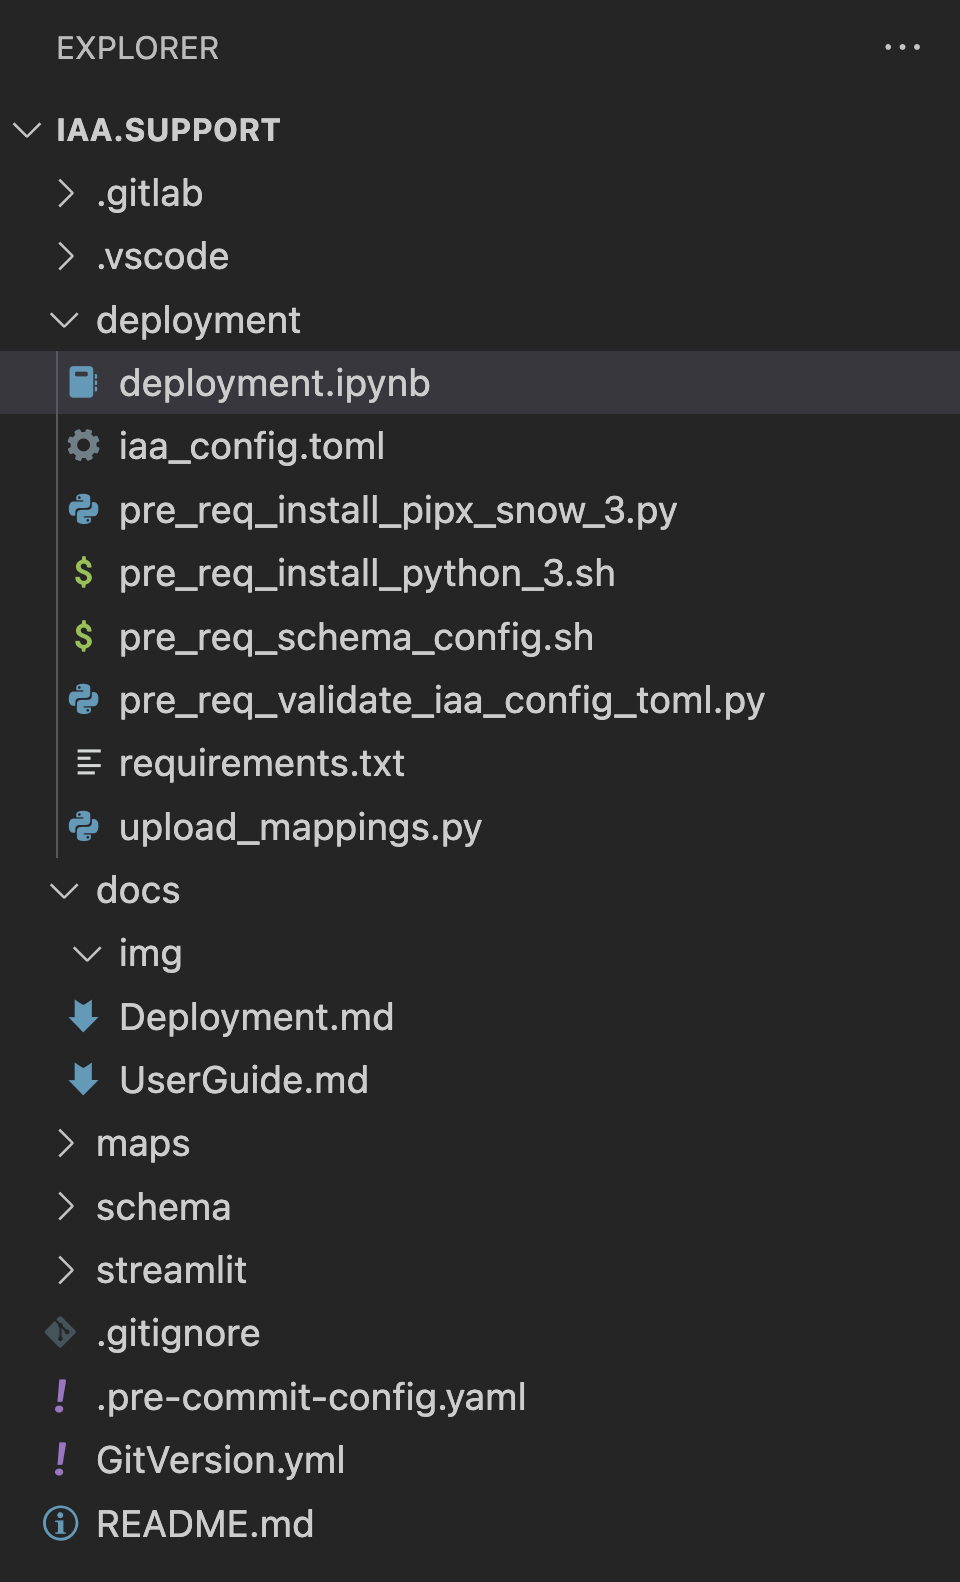 EXPLORER
IAA.SUPPORT
.gitlab
.vscode
deployment
deployment.ipynb
iaa_config.toml
pre_req_install_pipx_snow_3.py
$ pre_req_install_python_3.sh
$ pre_req_schema_config.sh
pre_req_validate_iaa_config_toml.py
requirements.txt
upload_mappings.py
docs
img
Deployment.md
UserGuide.md
maps
schema
streamlit
.gitignore
! .pre-commit-config.yaml
! GitVersion.yml
README.md